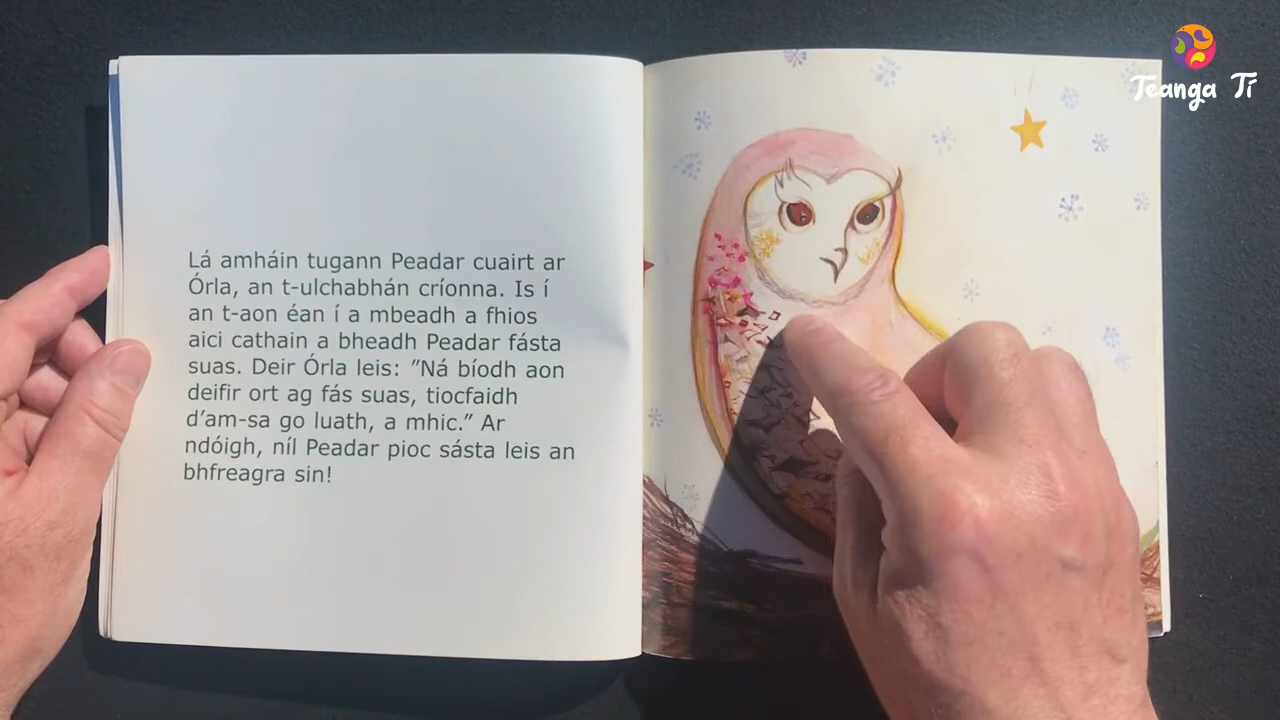 Lá amháin tugann Peadar cuairt ar
Órla, an t-ulchabhán críonna. Is í
an t-aon éan í a mbeadh a fhios
aici cathain a bheadh Peadar fásta
suas. Deir Órla leis: ”Ná bíodh aon
deifir ort ag fás suas, tiocfaidh
d’am-sa go luath, a mhic.” Ar
ndóigh, níl Peadar pioc sásta leis an
bhfreagra sin!
Teanga Tí